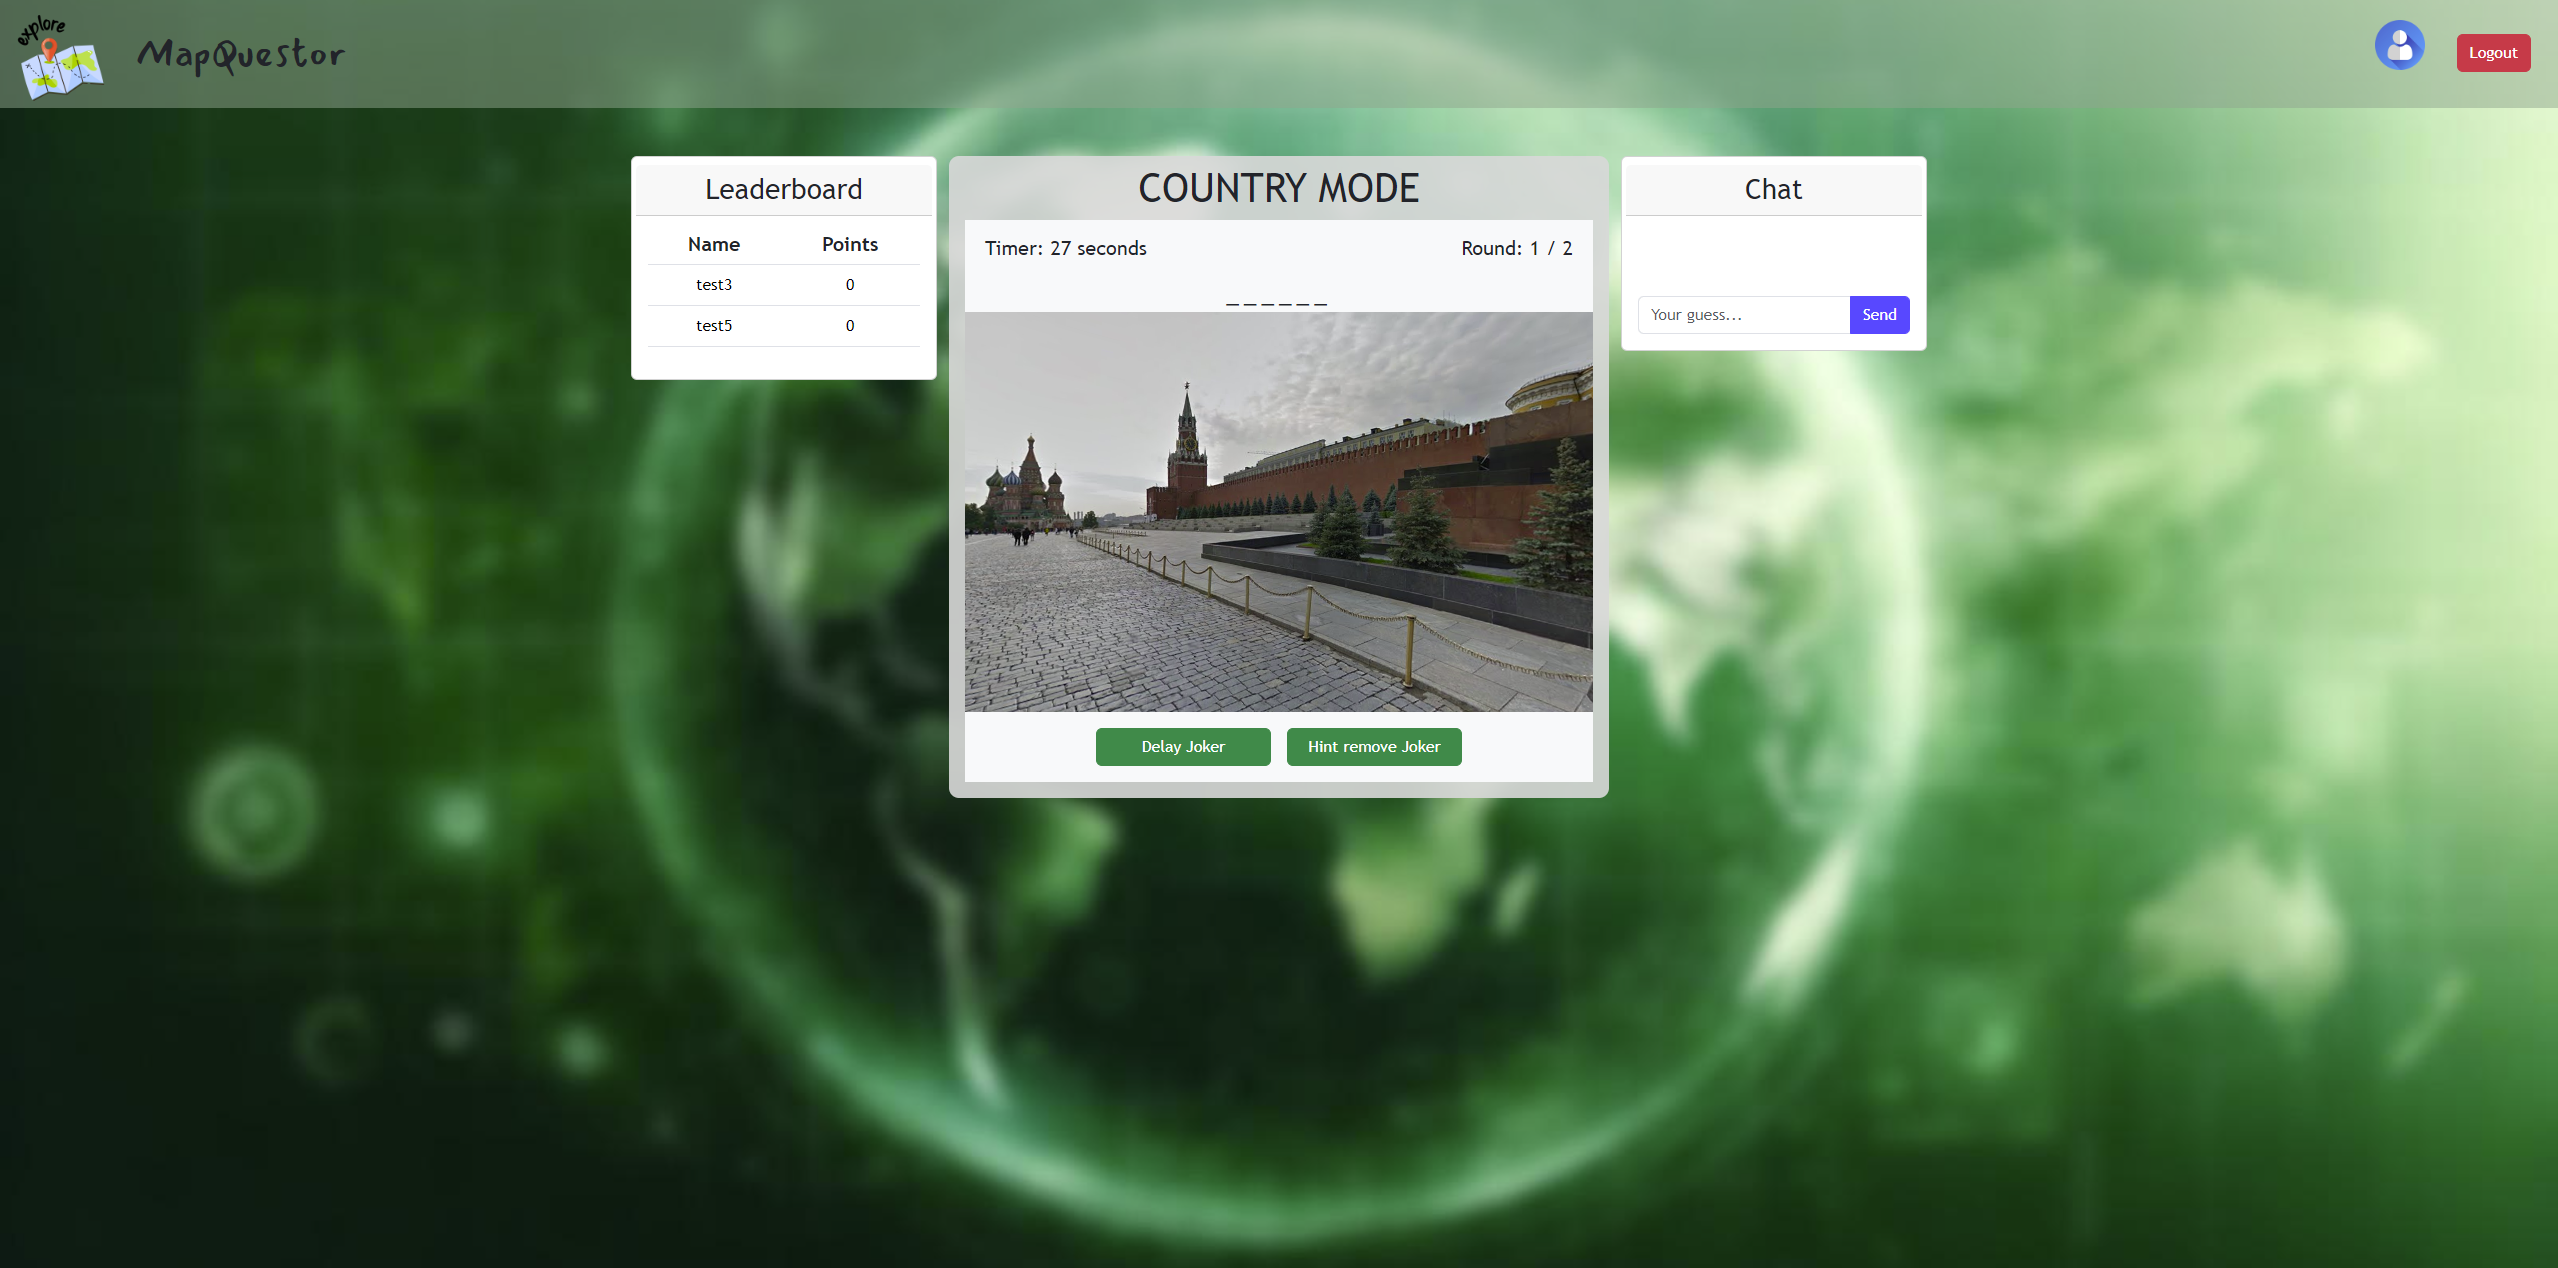 explore
MapQuestor
Logout
Leaderboard
Name Points
test3 0
test5 0
COUNTRY MODE
Timer: 27 seconds Round: 1 / 2
_ _ _ _ _ _
Delay Joker Hint remove Joker
Chat
Your guess... Send